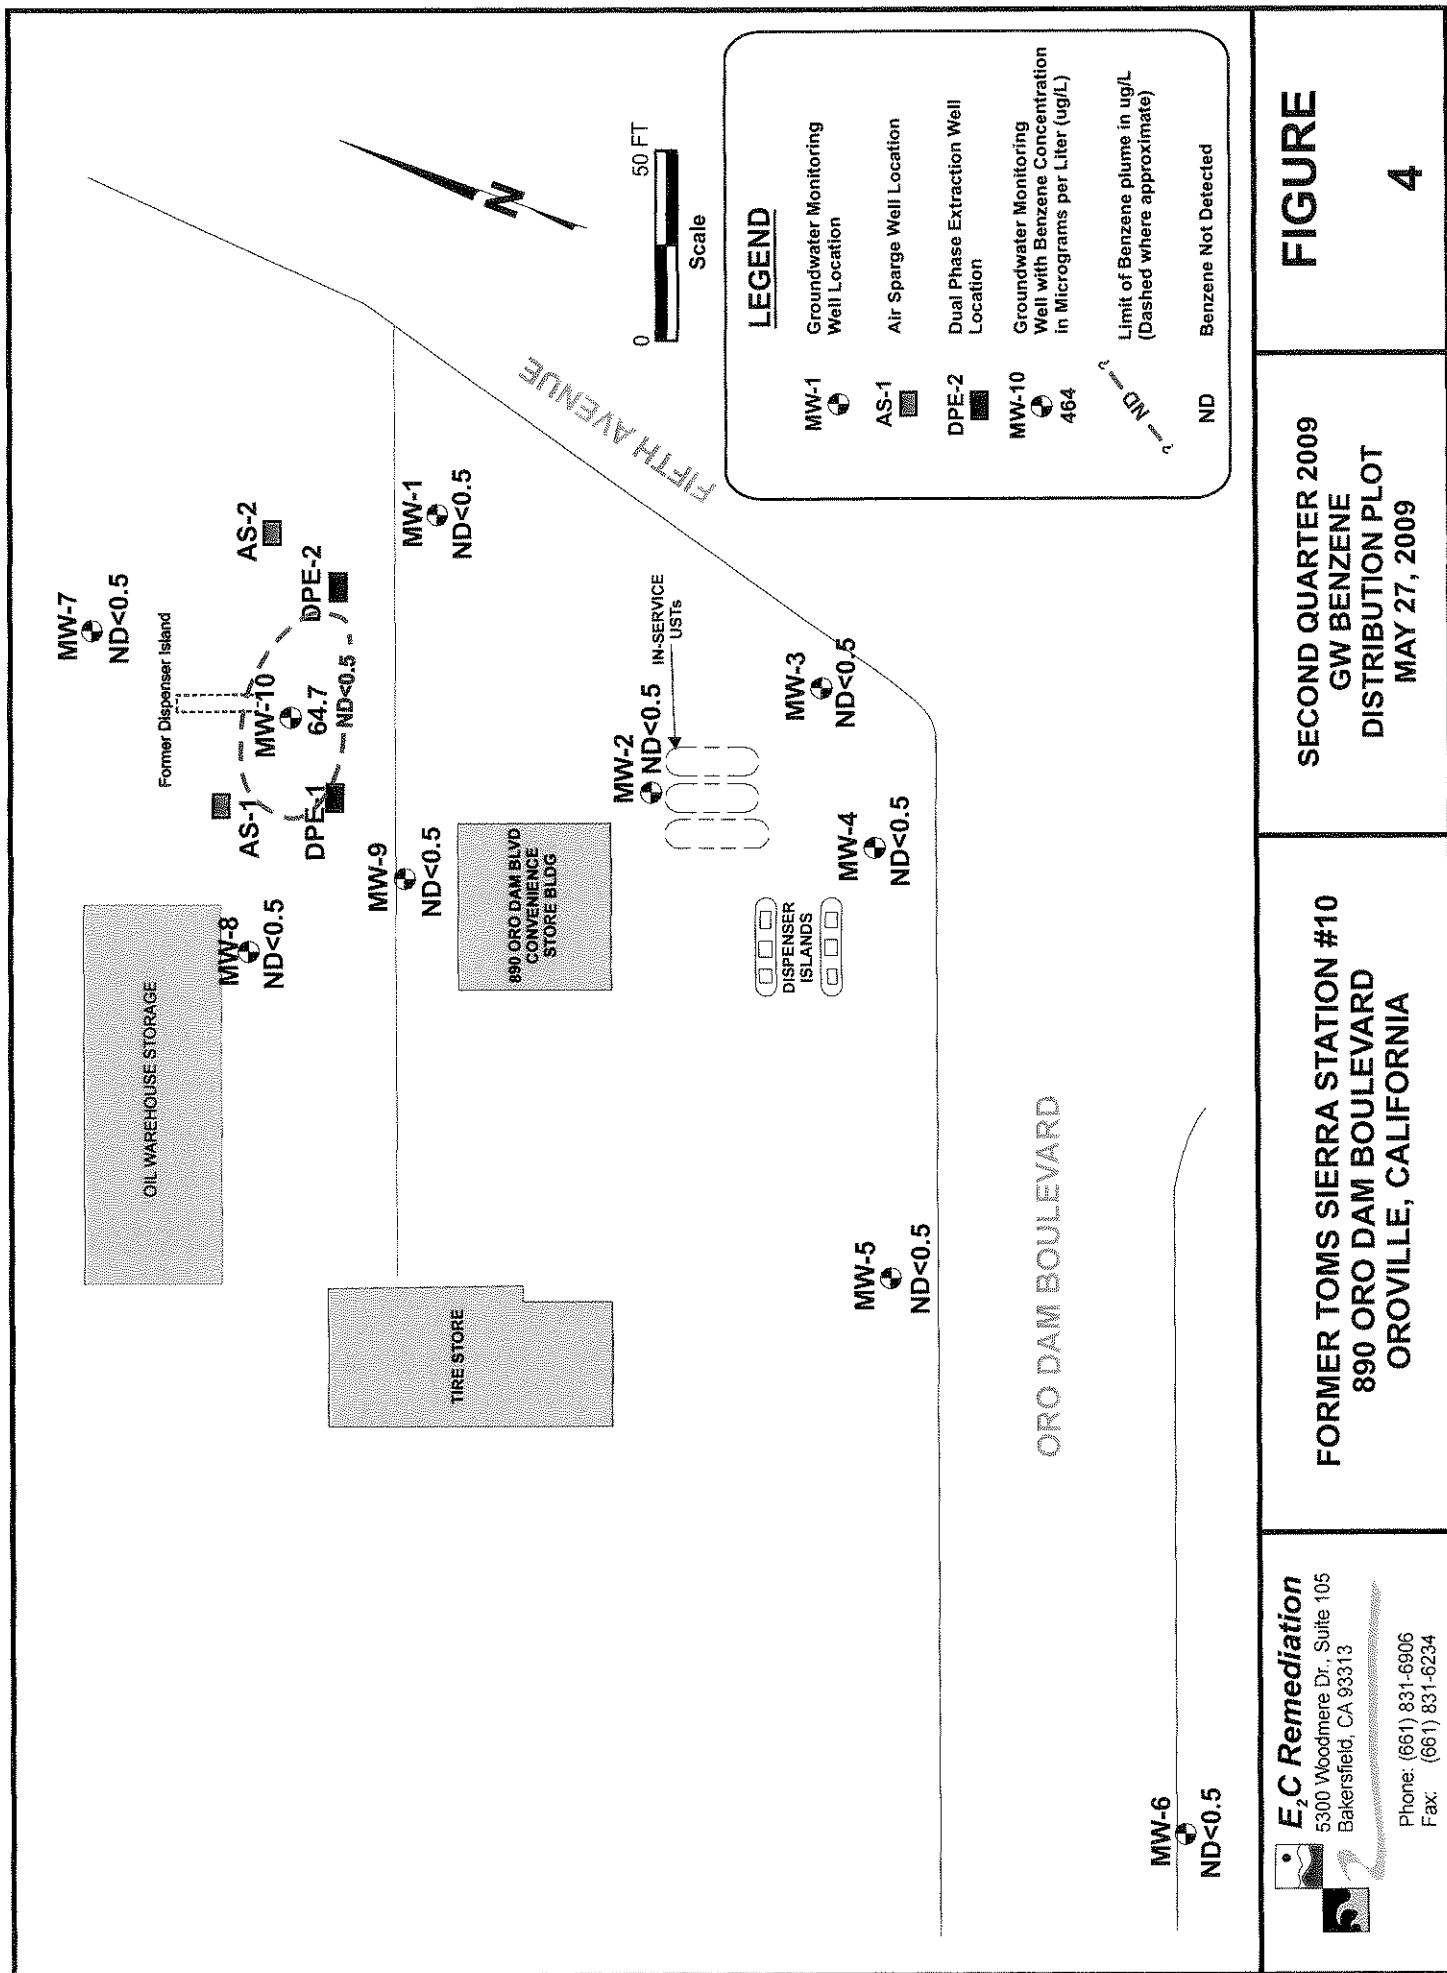 MW-7
ND<0.5
Former Dispenser Island
AS-2
AS-1
MW-10
64.7
ND<0.5
DPE-1
DPE-2
OIL WAREHOUSE STORAGE
MW-8
ND<0.5
MW-9
ND<0.5
MW-1
ND<0.5
TIRE STORE
890 ORO DAM BLVD
CONVENIENCE
STORE BLDG
MW-2
ND<0.5
IN-SERVICE
USTs
FIFTH AVENUE
DISPENSER
ISLANDS
MW-3
ND<0.5
MW-4
ND<0.5
MW-5
ND<0.5
ORO DAM BOULEVARD
MW-6
ND<0.5
N
0
50 FT
Scale
LEGEND
MW-1
Groundwater Monitoring
Well Location
AS-1
Air Sparge Well Location
DPE-2
Dual Phase Extraction Well
Location
MW-10
464
Groundwater Monitoring
Well with Benzene Concentration
in Micrograms per Liter (ug/L)
? ND ?
Limit of Benzene plume in ug/L
(Dashed where approximate)
ND
Benzene Not Detected
E₂C Remediation
5300 Woodmere Dr., Suite 105
Bakersfield, CA 93313
Phone: (661) 831-6906
Fax: (661) 831-6234
FORMER TOMS SIERRA STATION #10
890 ORO DAM BOULEVARD
OROVILLE, CALIFORNIA
SECOND QUARTER 2009
GW BENZENE
DISTRIBUTION PLOT
MAY 27, 2009
FIGURE
4